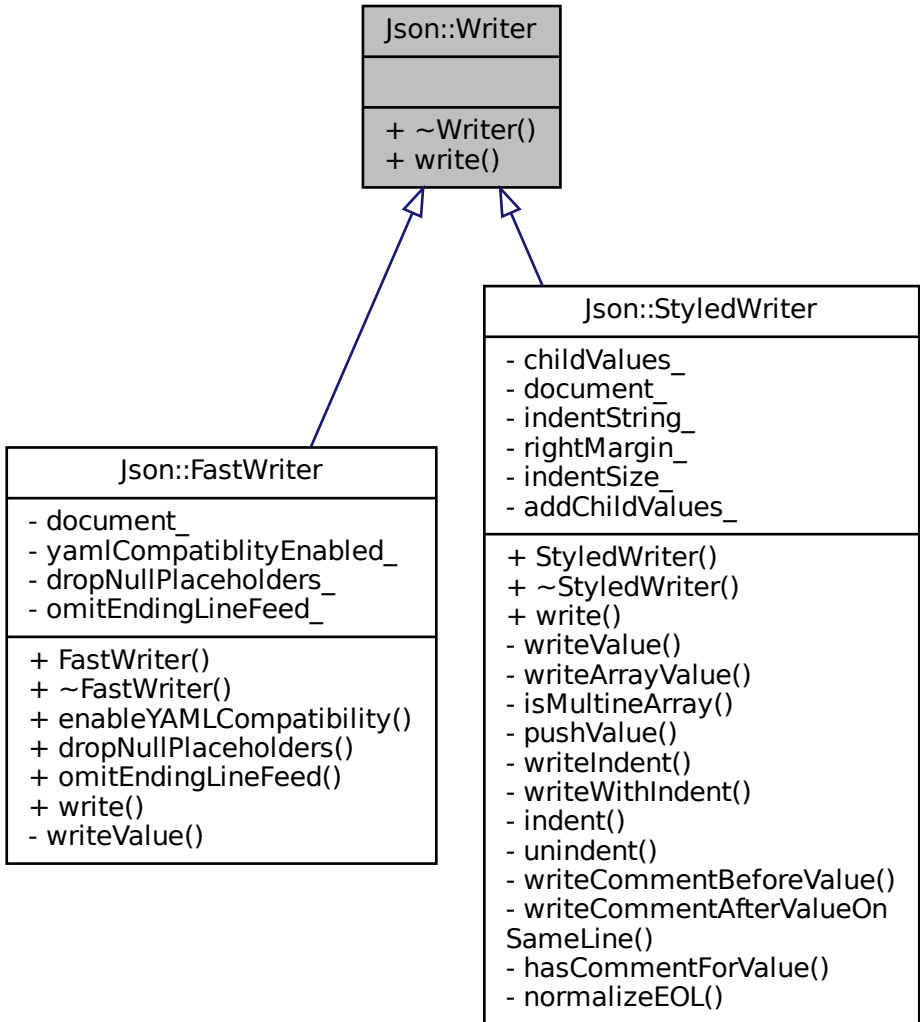 Json::Writer
+ ~Writer()
+ write()
Json::FastWriter
- document_
- yamlCompatiblityEnabled_
- dropNullPlaceholders_
- omitEndingLineFeed_
+ FastWriter()
+ ~FastWriter()
+ enableYAMLCompatibility()
+ dropNullPlaceholders()
+ omitEndingLineFeed()
+ write()
- writeValue()
Json::StyledWriter
- childValues_
- document_
- indentString_
- rightMargin_
- indentSize_
- addChildValues_
+ StyledWriter()
+ ~StyledWriter()
+ write()
- writeValue()
- writeArrayValue()
- isMultineArray()
- pushValue()
- writeIndent()
- writeWithIndent()
- indent()
- unindent()
- writeCommentBeforeValue()
- writeCommentAfterValueOn
SameLine()
- hasCommentForValue()
- normalizeEOL()